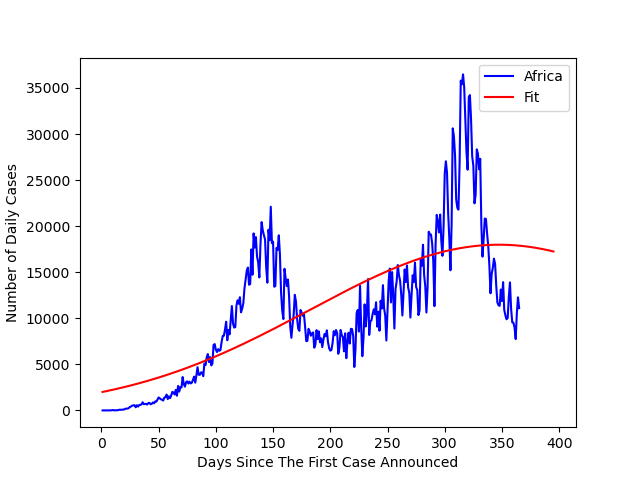 Africa
Fit
35000
30000
25000
20000
15000
10000
5000
0
Number of Daily Cases
0 50 100 150 200 250 300 350 400
Days Since The First Case Announced